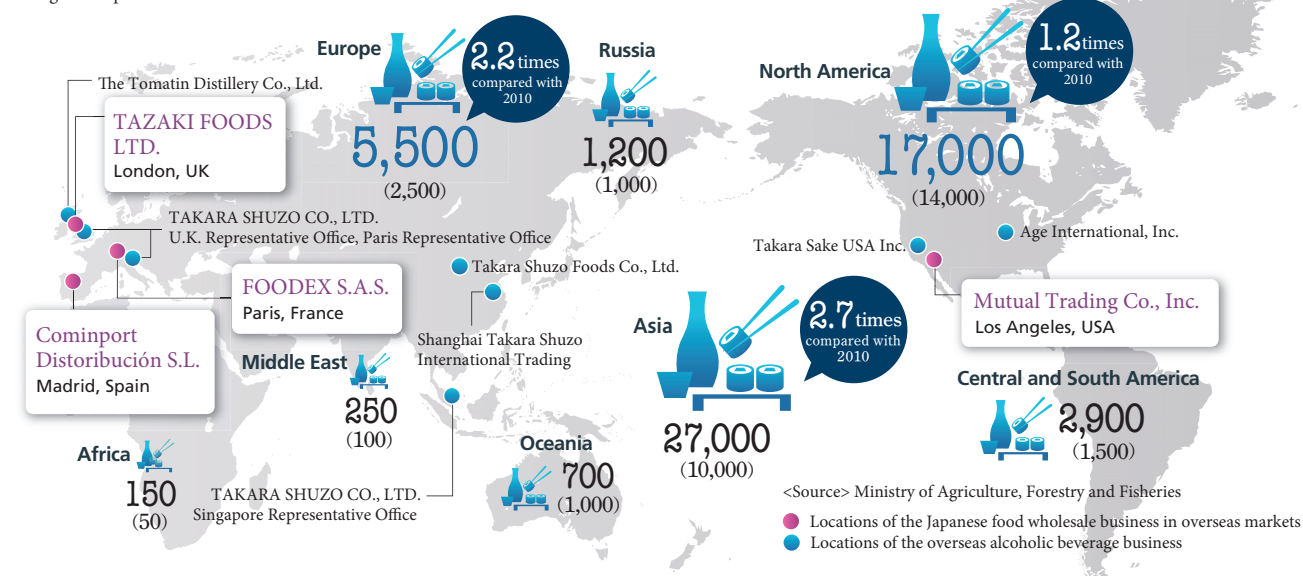 Europe
2.2 times
compared with
2010
5,500
(2,500)
Russia
1,200
(1,000)
North America
1.2 times
compared with
2010
17,000
(14,000)
The Tomatin Distillery Co., Ltd.
TAZAKI FOODS
LTD.
London, UK
TAKARA SHUZO CO., LTD.
U.K. Representative Office, Paris Representative Office
FOODEX S.A.S.
Paris, France
Cominport
Distoribución S.L.
Madrid, Spain
Takara Shuzo Foods Co., Ltd.
Shanghai Takara Shuzo
International Trading
Takara Sake USA Inc.
Age International, Inc.
Mutual Trading Co., Inc.
Los Angeles, USA
Middle East
250
(100)
Asia
2.7 times
compared with
2010
27,000
(10,000)
Central and South America
2,900
(1,500)
Africa
150
(50)
TAKARA SHUZO CO., LTD.
Singapore Representative Office
Oceania
700
(1,000)
<Source> Ministry of Agriculture, Forestry and Fisheries
Locations of the Japanese food wholesale business in overseas markets
Locations of the overseas alcoholic beverage business